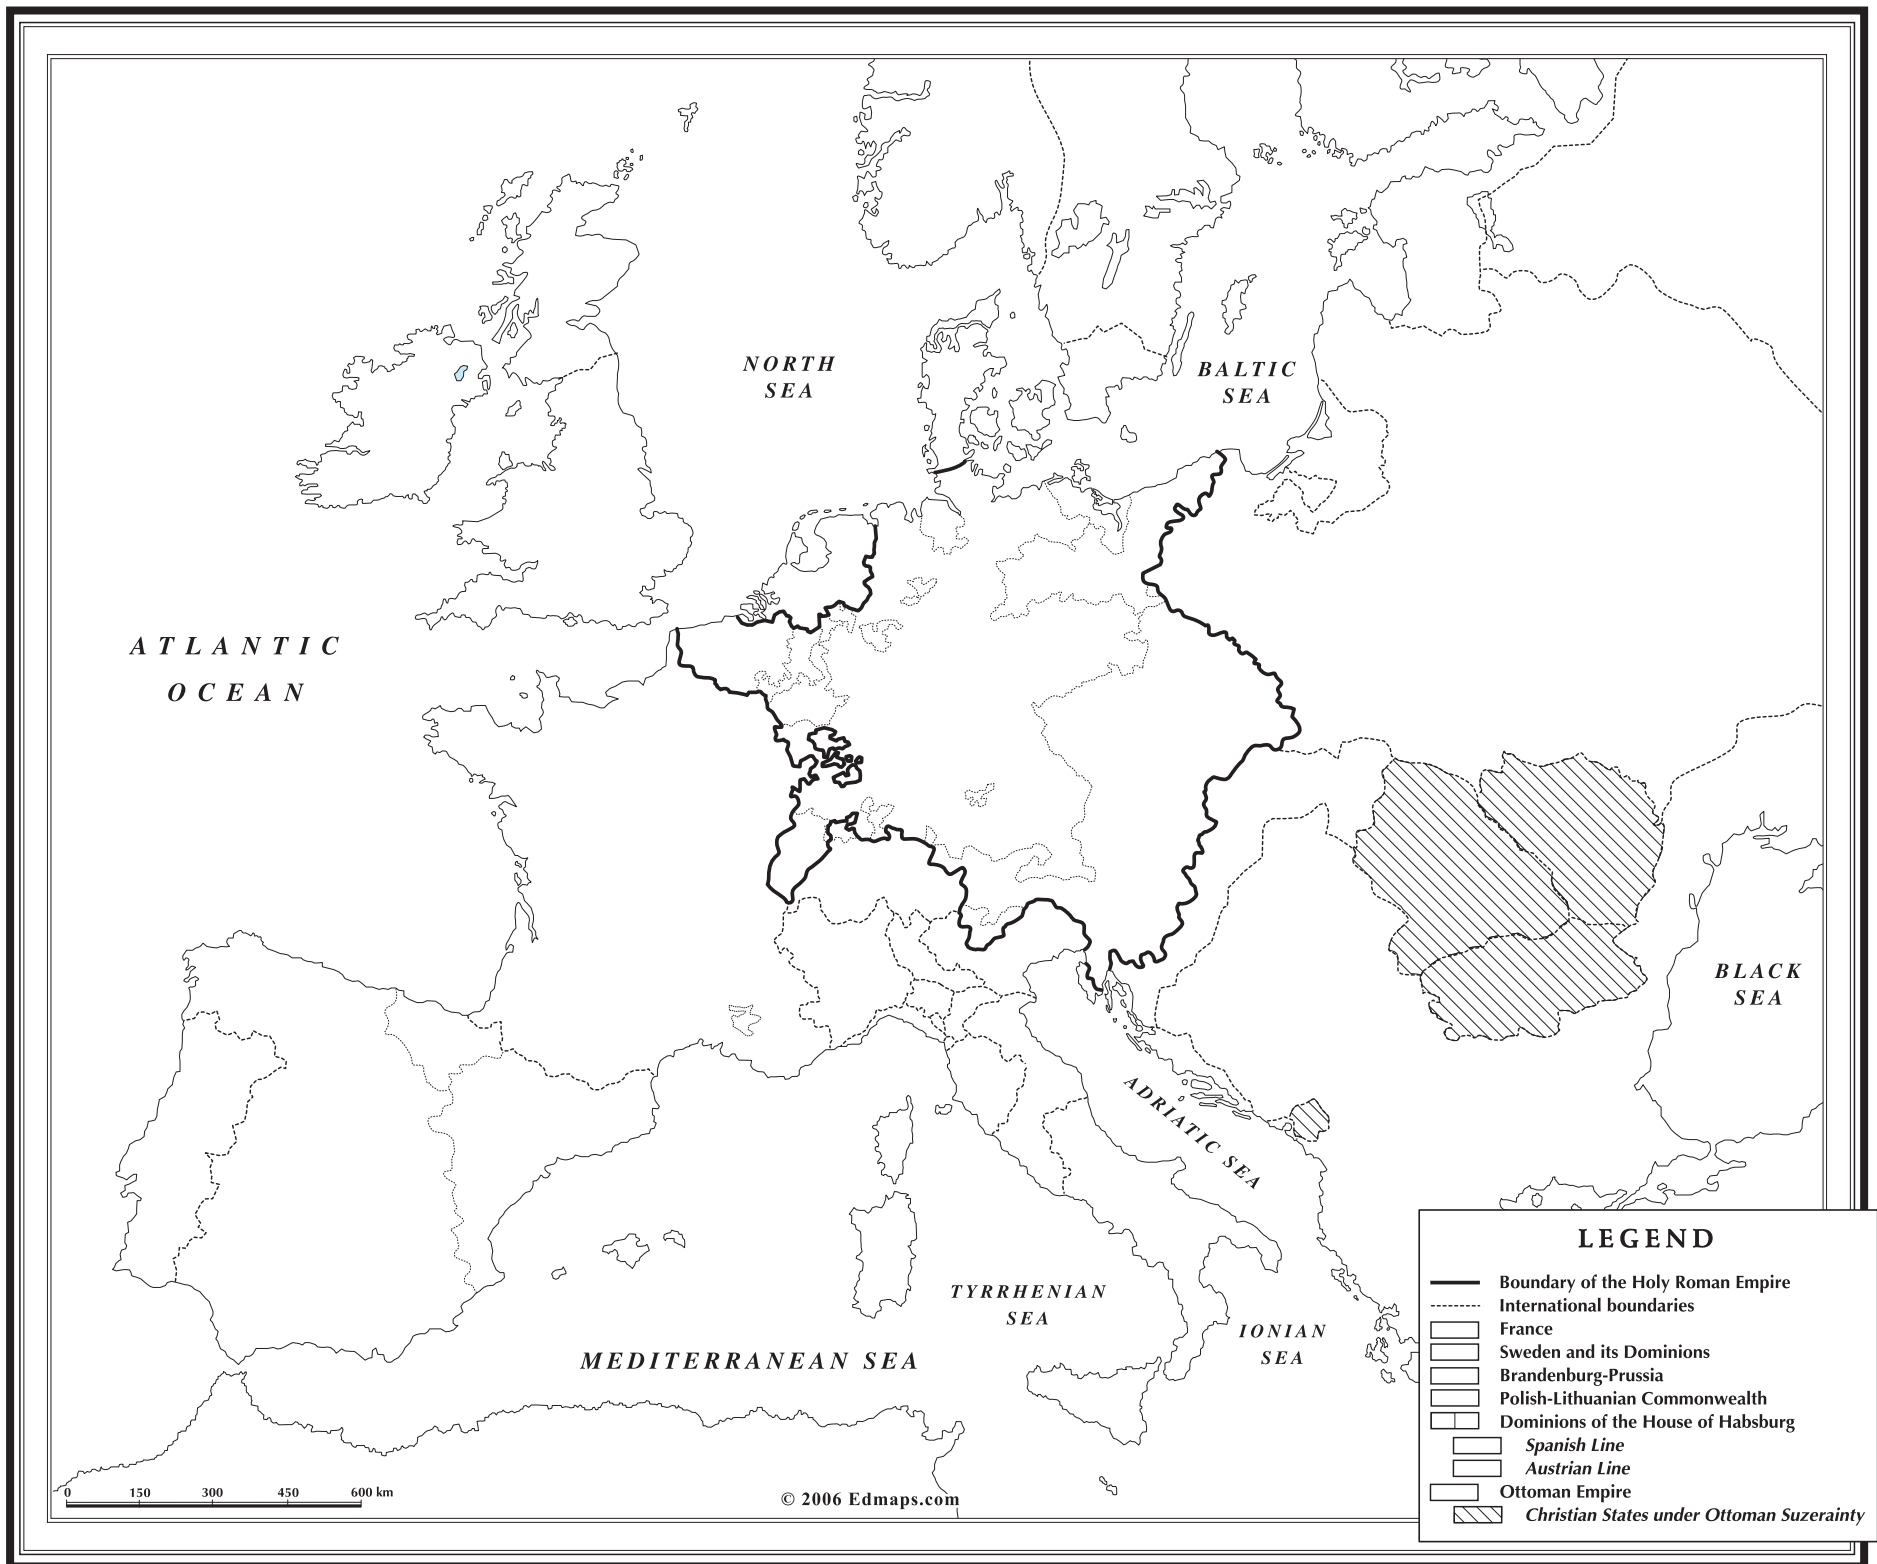 NORTH
SEA
BALTIC
SEA
ATLANTIC
OCEAN
BLACK
SEA
ADRIATIC SEA
TYRRHENIAN
SEA
IONIAN
SEA
MEDITERRANEAN SEA
0 150 300 450 600 km
© 2006 Edmaps.com
LEGEND
Boundary of the Holy Roman Empire
International boundaries
France
Sweden and its Dominions
Brandenburg-Prussia
Polish-Lithuanian Commonwealth
Dominions of the House of Habsburg
Spanish Line
Austrian Line
Ottoman Empire
Christian States under Ottoman Suzerainty